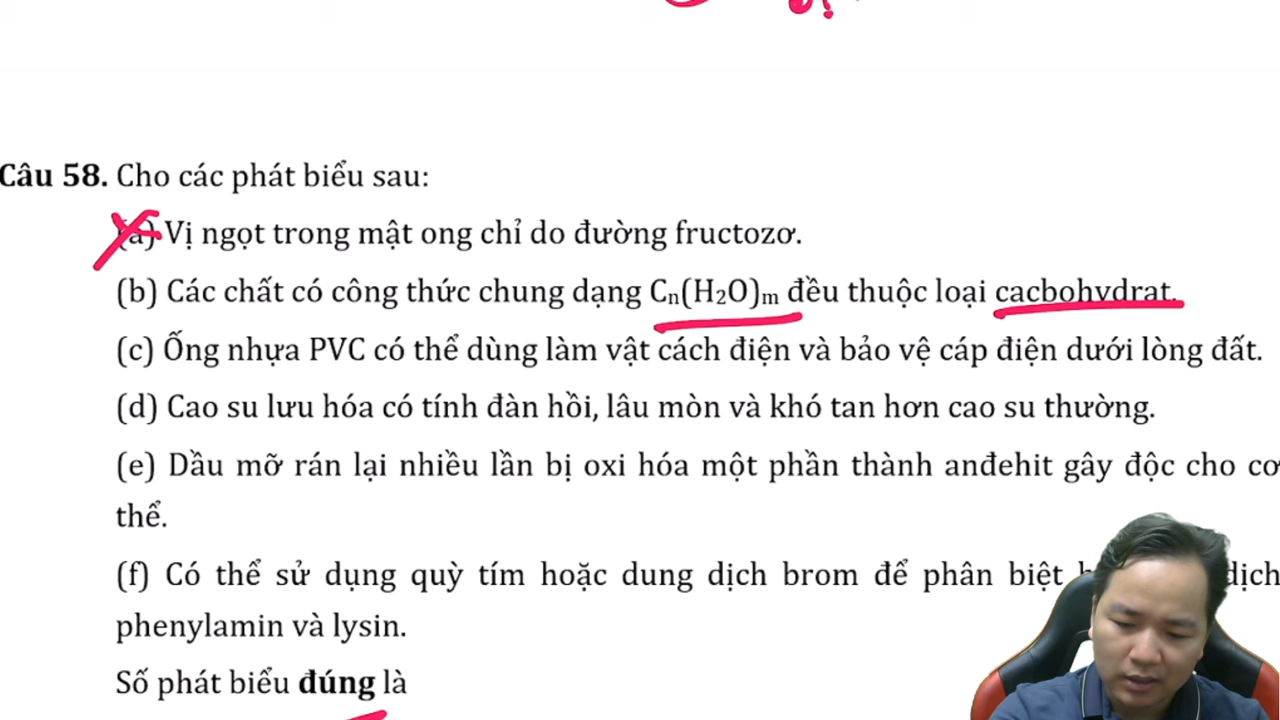 Câu 58. Cho các phát biểu sau:
(a) Vị ngọt trong mật ong chỉ do đường fructozơ.
(b) Các chất có công thức chung dạng Cn(H2O)m đều thuộc loại cacbohydrat.
(c) Ống nhựa PVC có thể dùng làm vật cách điện và bảo vệ cáp điện dưới lòng đất.
(d) Cao su lưu hóa có tính đàn hồi, lâu mòn và khó tan hơn cao su thường.
(e) Dầu mỡ rán lại nhiều lần bị oxi hóa một phần thành anđehit gây độc cho cơ
thể.
(f) Có thể sử dụng quỳ tím hoặc dung dịch brom để phân biệt dịch
phenylamin và lysin.
Số phát biểu đúng là